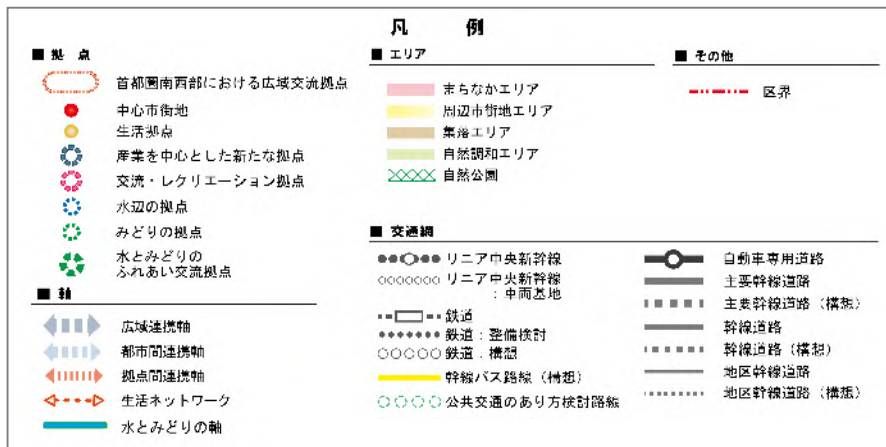 凡　例
■ 拠 点
首都圏南西部における広域交流拠点
中心市街地
生活拠点
産業を中心とした新たな拠点
交流・レクリエーション拠点
水辺の拠点
みどりの拠点
水とみどりの
ふれあい交流拠点
■ 軸
広域連携軸
都市間連携軸
拠点間連携軸
生活ネットワーク
水とみどりの軸
■ エリア
まちなかエリア
周辺市街地エリア
集落エリア
自然調和エリア
自然公園
■ その他
区界
■ 交通網
リニア中央新幹線
リニア中央新幹線
：車両基地
鉄道
鉄道：整備検討
鉄道：構想
幹線バス路線（構想）
公共交通のあり方検討路線
自動車専用道路
主要幹線道路
主要幹線道路（構想）
幹線道路
幹線道路（構想）
地区幹線道路
地区幹線道路（構想）